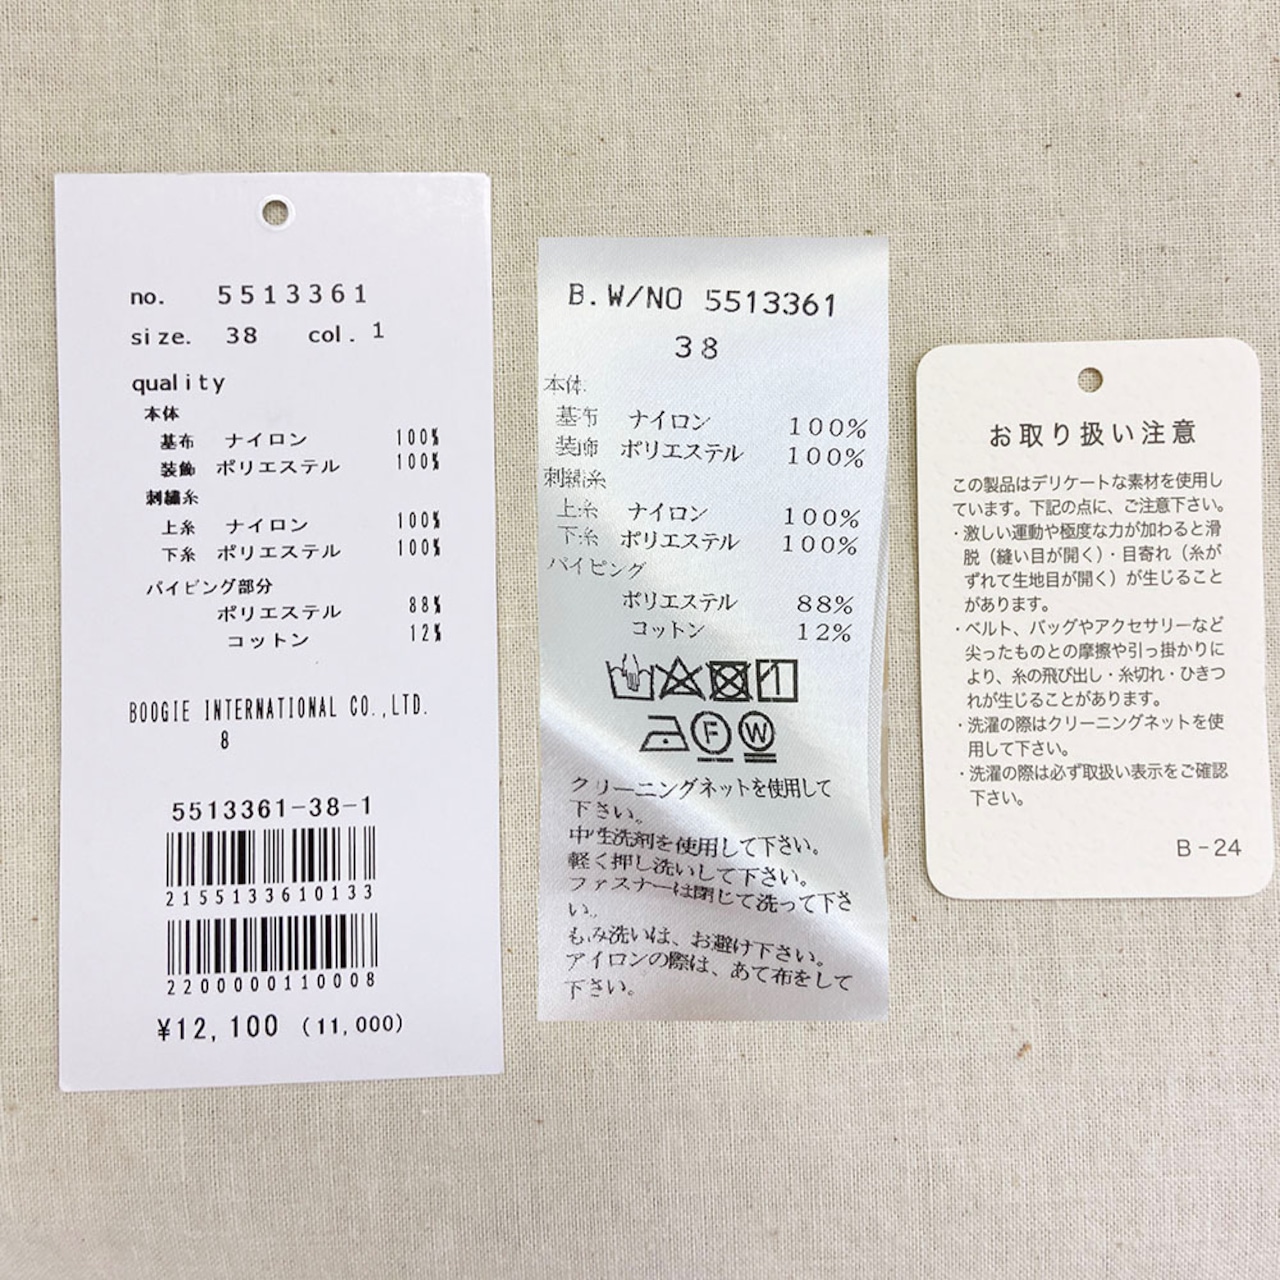 no. 5513361
size. 38 col. 1
quality
本体
基布 ナイロン 100%
装飾 ポリエステル 100%
刺繍糸
上糸 ナイロン 100%
下糸 ポリエステル 100%
パイピング部分
ポリエステル 88%
コットン 12%
BOOGIE INTERNATIONAL CO.,LTD.
8
5513361-38-1
2155133610133
2200000110008
¥12,100 (11,000)
B.W/NO 5513361
38
本体
基布 ナイロン 100%
装飾 ポリエステル 100%
刺繍糸
上糸 ナイロン 100%
下糸 ポリエステル 100%
パイピング
ポリエステル 88%
コットン 12%
F W
クリーニングネットを使用して
下さい。
中性洗剤を使用して下さい。
軽く押し洗いして下さい。
ファスナーは閉じて洗って下さ
い。
もみ洗いは、お避け下さい。
アイロンの際は、あて布をして
下さい。
お取り扱い注意
この製品はデリケートな素材を使用し
ています。下記の点に、ご注意下さい。
・激しい運動や極度な力が加わると滑
脱（縫い目が開く）・目寄れ（糸が
ずれて生地目が開く）が生じること
があります。
・ベルト、バッグやアクセサリーなど
尖ったものとの摩擦や引っ掛かりに
より、糸の飛び出し・糸切れ・ひきつ
れが生じることがあります。
・洗濯の際はクリーニングネットを使
用して下さい。
・洗濯の際は必ず取扱い表示をご確認
下さい。
B-24